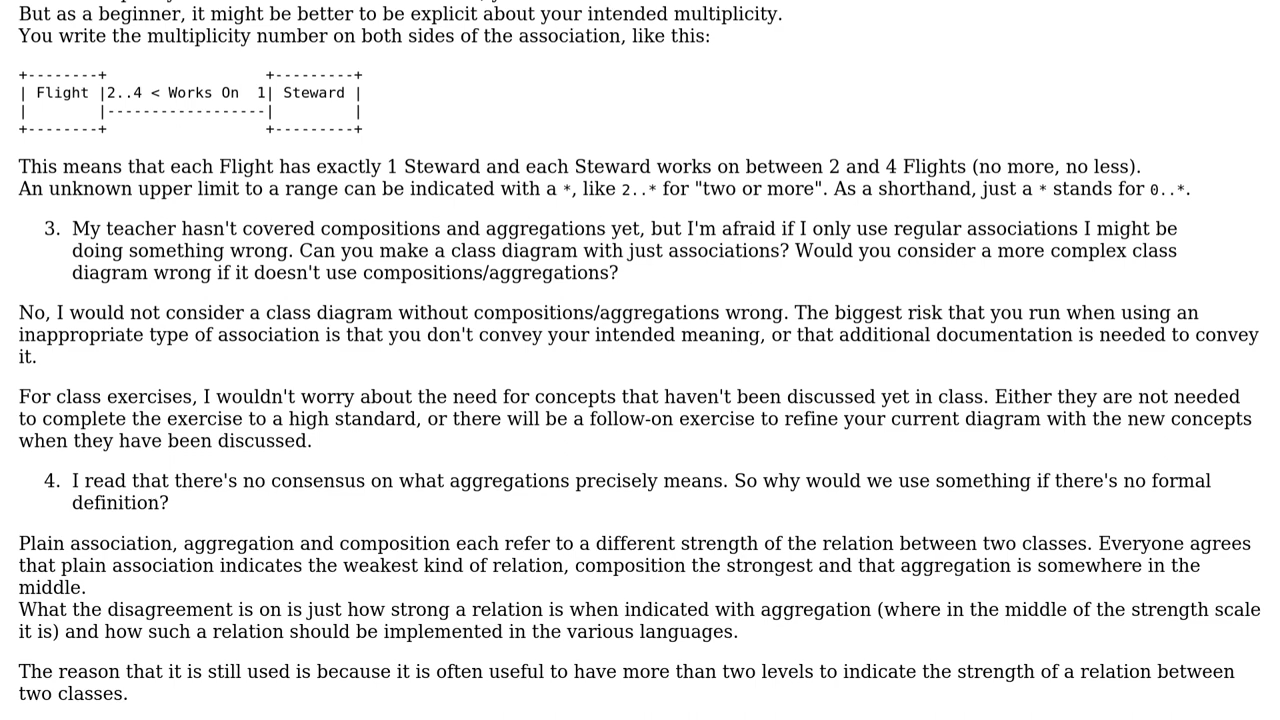 But as a beginner, it might be better to be explicit about your intended multiplicity.
You write the multiplicity number on both sides of the association, like this:
+--------+                  +---------+
| Flight |2..4 < Works On  1| Steward |
|        |------------------|         |
+--------+                  +---------+
This means that each Flight has exactly 1 Steward and each Steward works on between 2 and 4 Flights (no more, no less).
An unknown upper limit to a range can be indicated with a *, like 2..* for "two or more". As a shorthand, just a * stands for 0..*.
3. My teacher hasn't covered compositions and aggregations yet, but I'm afraid if I only use regular associations I might be
doing something wrong. Can you make a class diagram with just associations? Would you consider a more complex class
diagram wrong if it doesn't use compositions/aggregations?
No, I would not consider a class diagram without compositions/aggregations wrong. The biggest risk that you run when using an
inappropriate type of association is that you don't convey your intended meaning, or that additional documentation is needed to convey
it.
For class exercises, I wouldn't worry about the need for concepts that haven't been discussed yet in class. Either they are not needed
to complete the exercise to a high standard, or there will be a follow-on exercise to refine your current diagram with the new concepts
when they have been discussed.
4. I read that there's no consensus on what aggregations precisely means. So why would we use something if there's no formal
definition?
Plain association, aggregation and composition each refer to a different strength of the relation between two classes. Everyone agrees
that plain association indicates the weakest kind of relation, composition the strongest and that aggregation is somewhere in the
middle.
What the disagreement is on is just how strong a relation is when indicated with aggregation (where in the middle of the strength scale
it is) and how such a relation should be implemented in the various languages.
The reason that it is still used is because it is often useful to have more than two levels to indicate the strength of a relation between
two classes.